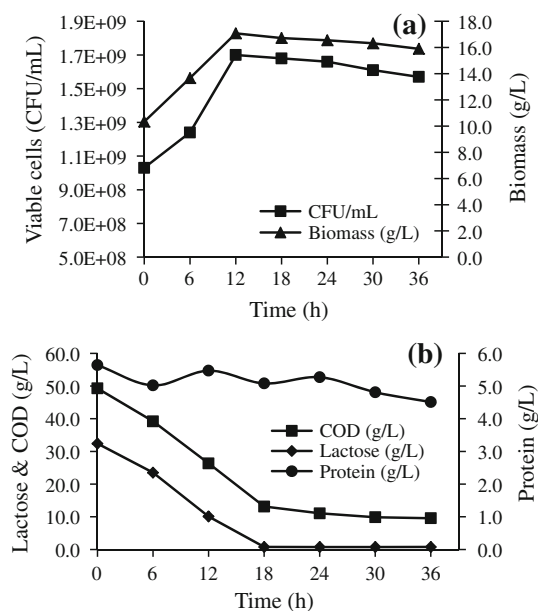 (a)
Viable cells (CFU/mL)
1.9E+09
1.7E+09
1.5E+09
1.3E+09
1.1E+09
9.0E+08
7.0E+08
5.0E+08
18.0
16.0
14.0
12.0
10.0
8.0
6.0
4.0
2.0
0.0
Biomass (g/L)
CFU/mL
Biomass (g/L)
0 6 12 18 24 30 36
Time (h)
(b)
Lactose & COD (g/L)
60.0
50.0
40.0
30.0
20.0
10.0
0.0
6.0
5.0
4.0
3.0
2.0
1.0
0.0
Protein (g/L)
COD (g/L)
Lactose (g/L)
Protein (g/L)
0 6 12 18 24 30 36
Time (h)